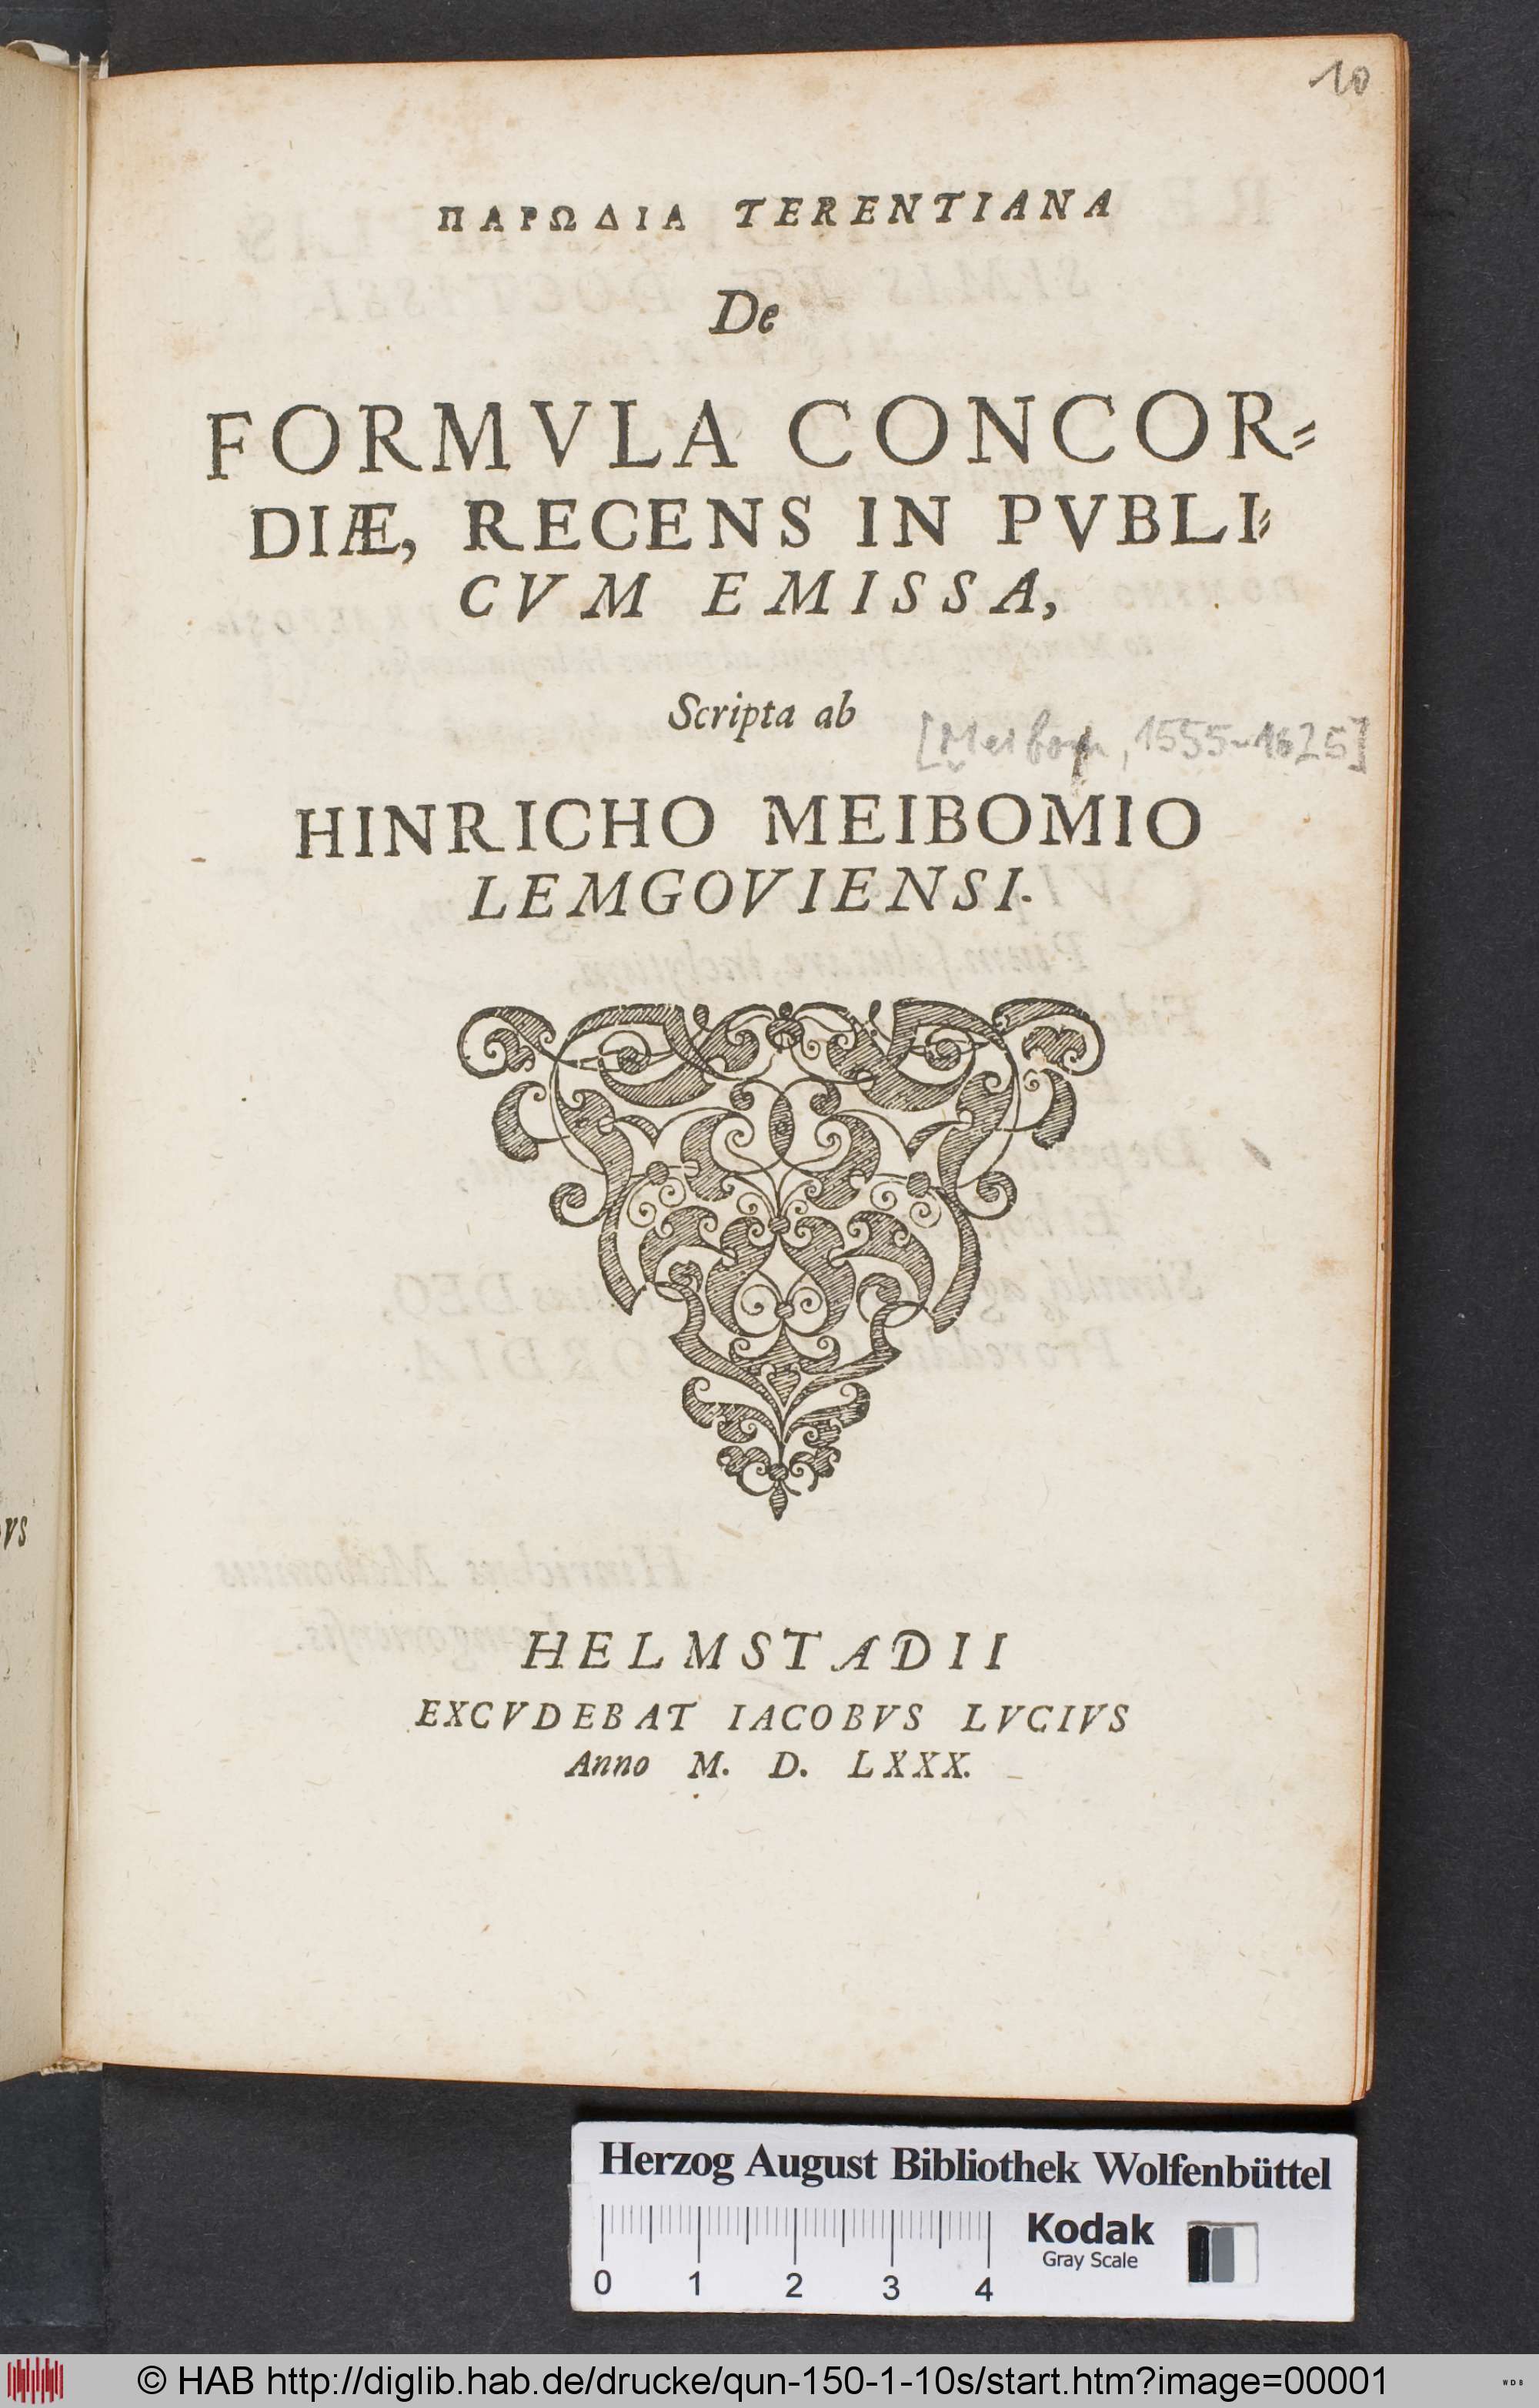 10
ΠΑΡΩΔΙΑ TERENTIANA
De
FORMVLA CONCOR⸗
DIÆ, RECENS IN PVBLI⸗
CVM EMISSA,
Scripta ab
[Meibom, 1555-1625]
HINRICHO MEIBOMIO
LEMGOVIENSI.
VS
HELMSTADII
EXCVDEBAT IACOBVS LVCIVS
Anno M. D. LXXX.
Herzog August Bibliothek Wolfenbüttel
Kodak
Gray Scale
0 1 2 3 4
© HAB http://diglib.hab.de/drucke/qun-150-1-10s/start.htm?image=00001
WDB